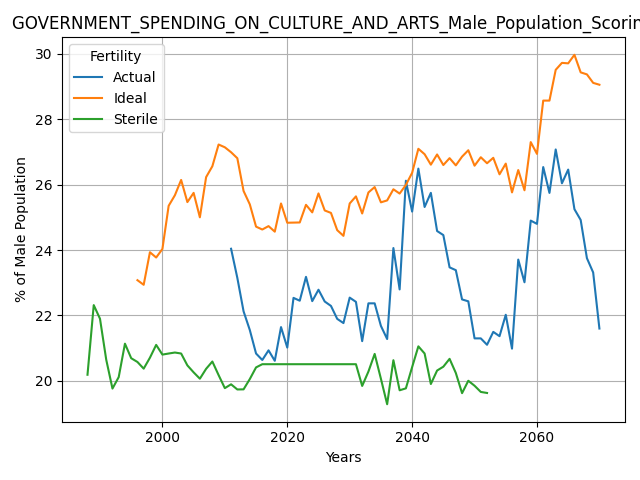 GOVERNMENT_SPENDING_ON_CULTURE_AND_ARTS_Male_Population_Scorin
Fertility
Actual
Ideal
Sterile
% of Male Population
30
28
26
24
22
20
2000 2020 2040 2060
Years